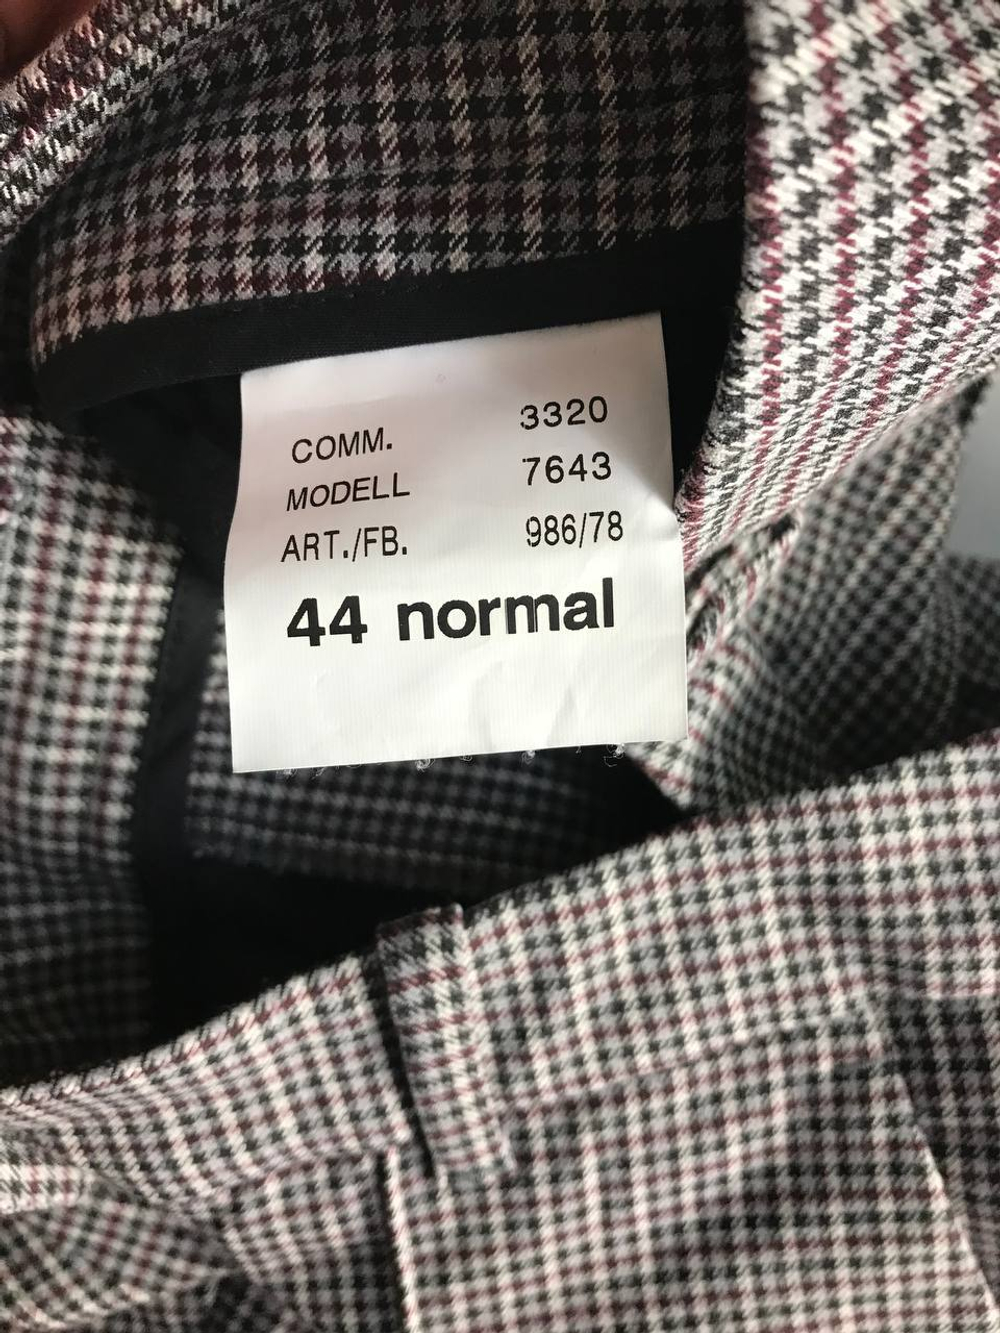 COMM. 3320
MODELL 7643
ART./FB. 986/78
44 normal